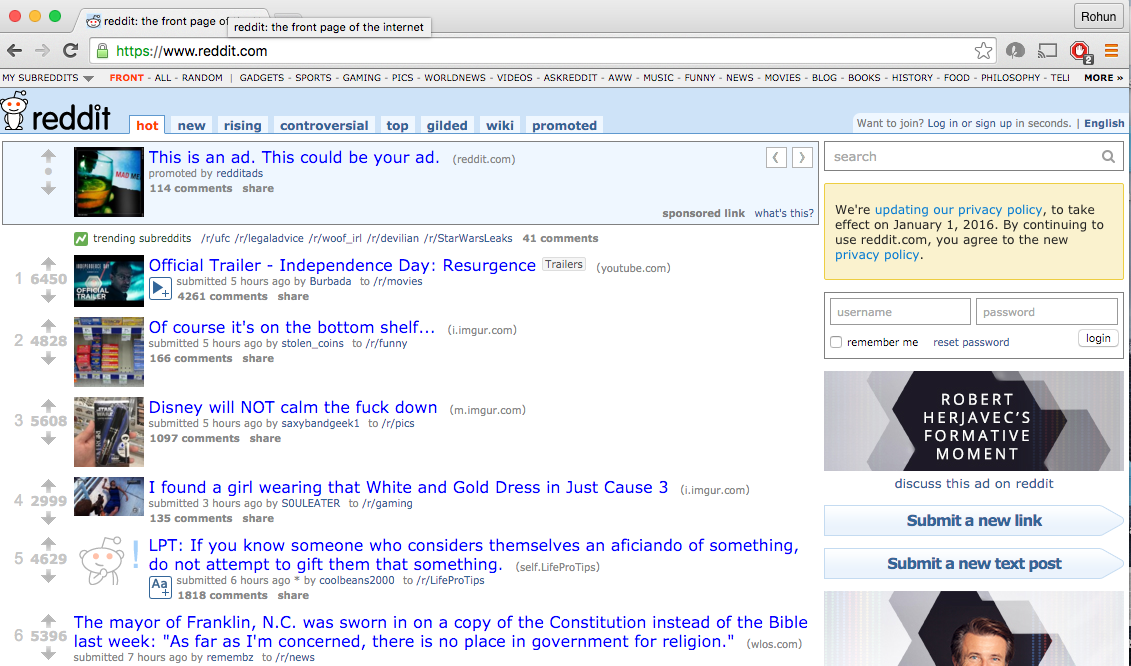 reddit: the front page of
reddit: the front page of the internet
Rohun
https://www.reddit.com
2
MY SUBREDDITS FRONT - ALL - RANDOM | GADGETS - SPORTS - GAMING - PICS - WORLDNEWS - VIDEOS - ASKREDDIT - AWW - MUSIC - FUNNY - NEWS - MOVIES - BLOG - BOOKS - HISTORY - FOOD - PHILOSOPHY - TELI MORE »
reddit hot new rising controversial top gilded wiki promoted
Want to join? Log in or sign up in seconds. | English
This is an ad. This could be your ad. (reddit.com)
promoted by redditads
114 comments share
sponsored link what's this?
MAD ME
trending subreddits /r/ufc /r/legaladvice /r/woof_irl /r/devilian /r/StarWarsLeaks 41 comments
1 6450 Official Trailer - Independence Day: Resurgence Trailers (youtube.com)
submitted 5 hours ago by Burbada to /r/movies
4261 comments share
OFFICIAL
TRAILER
2 4828 Of course it's on the bottom shelf... (i.imgur.com)
submitted 5 hours ago by stolen_coins to /r/funny
166 comments share
3 5608 Disney will NOT calm the fuck down (m.imgur.com)
submitted 5 hours ago by saxybandgeek1 to /r/pics
1097 comments share
STAR WARS
4 2999 I found a girl wearing that White and Gold Dress in Just Cause 3 (i.imgur.com)
submitted 3 hours ago by S0ULEATER to /r/gaming
135 comments share
5 4629 LPT: If you know someone who considers themselves an aficiando of something,
do not attempt to gift them that something. (self.LifeProTips)
Aa submitted 6 hours ago * by coolbeans2000 to /r/LifeProTips
1818 comments share
6 5396 The mayor of Franklin, N.C. was sworn in on a copy of the Constitution instead of the Bible
last week: "As far as I'm concerned, there is no place in government for religion." (wlos.com)
submitted 7 hours ago by remembz to /r/news
search
We're updating our privacy policy, to take
effect on January 1, 2016. By continuing to
use reddit.com, you agree to the new
privacy policy.
username password
remember me reset password login
ROBERT
HERJAVEC'S
FORMATIVE
MOMENT
discuss this ad on reddit
Submit a new link
Submit a new text post